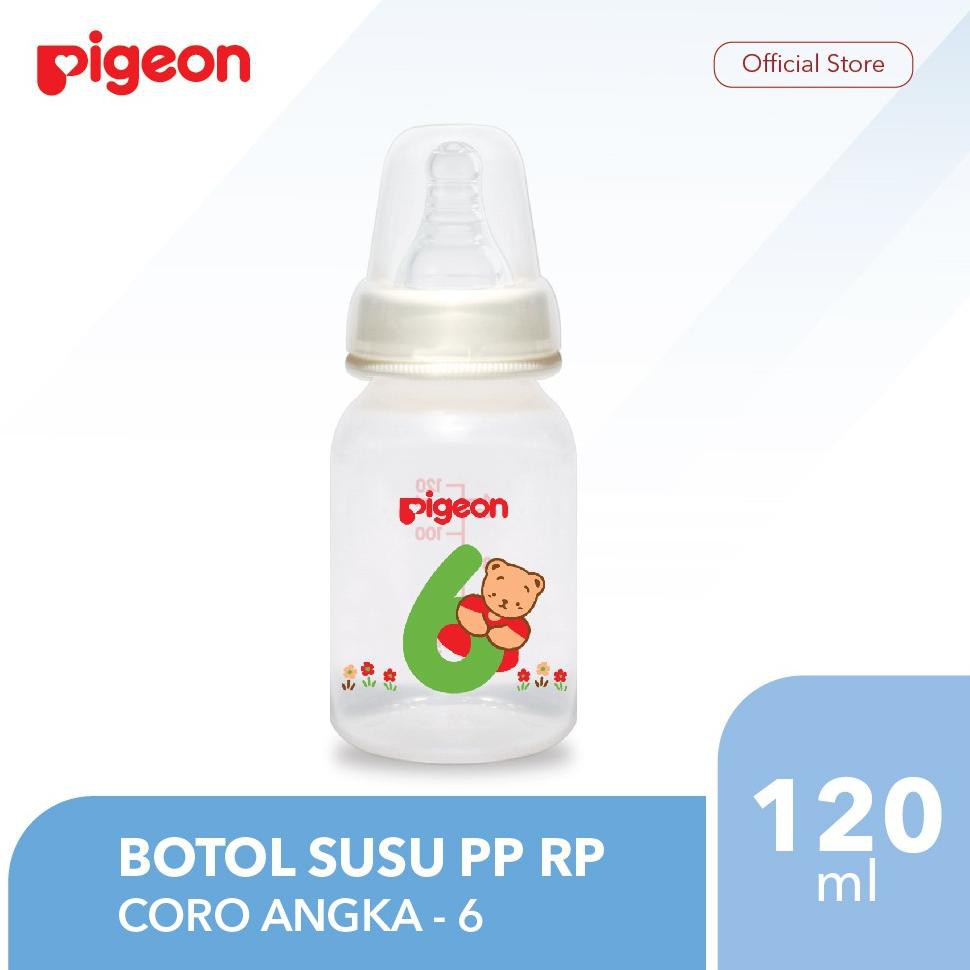 pigeon
Official Store
120
pigeon
100
6
BOTOL SUSU PP RP
CORO ANGKA - 6
120
ml